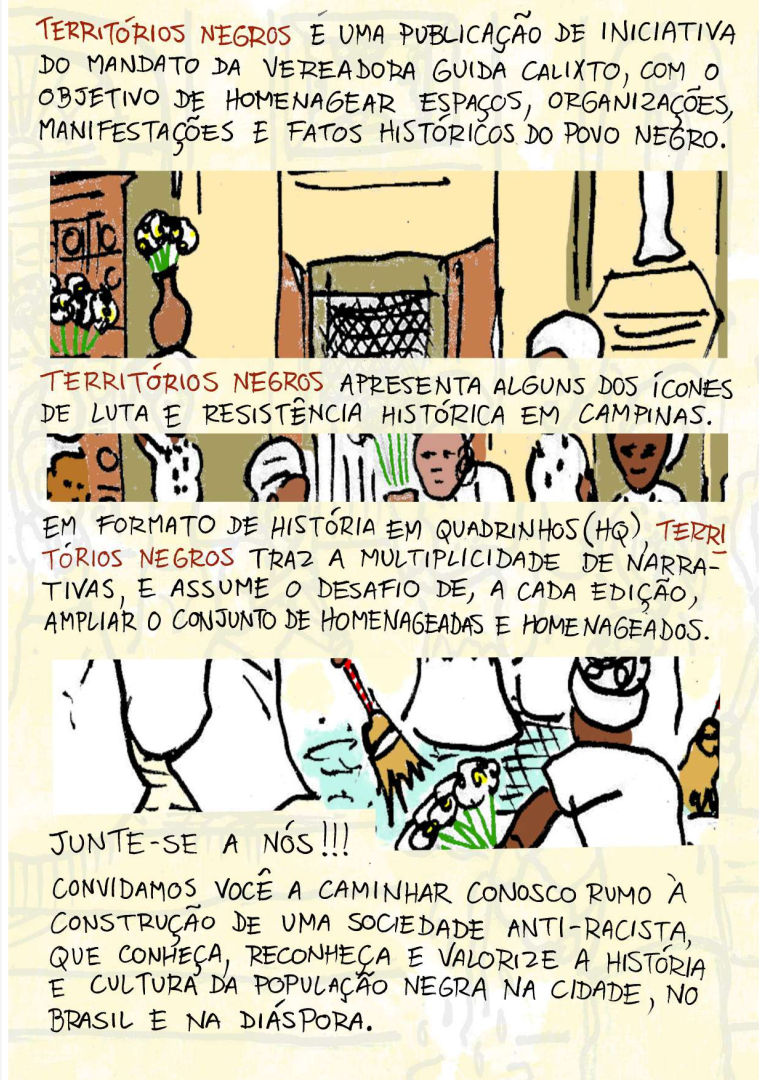 TERRITÓRIOS NEGROS É UMA PUBLICAÇÃO DE INICIATIVA
DO MANDATO DA VEREADORA GUIDA CALIXTO, COM O
OBJETIVO DE HOMENAGEAR ESPAÇOS, ORGANIZAÇÕES,
MANIFESTAÇÕES E FATOS HISTÓRICOS DO POVO NEGRO.
TERRITÓRIOS NEGROS APRESENTA ALGUNS DOS ÍCONES
DE LUTA E RESISTÊNCIA HISTÓRICA EM CAMPINAS.
EM FORMATO DE HISTÓRIA EM QUADRINHOS (HQ), TERRI
TÓRIOS NEGROS TRAZ A MULTIPLICIDADE DE NARRA-
TIVAS, E ASSUME O DESAFIO DE, A CADA EDIÇÃO,
AMPLIAR O CONJUNTO DE HOMENAGEADAS E HOMENAGEADOS.
JUNTE-SE A NÓS!!!
CONVIDAMOS VOCÊ A CAMINHAR CONOSCO RUMO À
CONSTRUÇÃO DE UMA SOCIEDADE ANTI-RACISTA,
QUE CONHEÇA, RECONHEÇA E VALORIZE A HISTÓRIA
E CULTURA DA POPULAÇÃO NEGRA NA CIDADE, NO
BRASIL E NA DIÁSPORA.